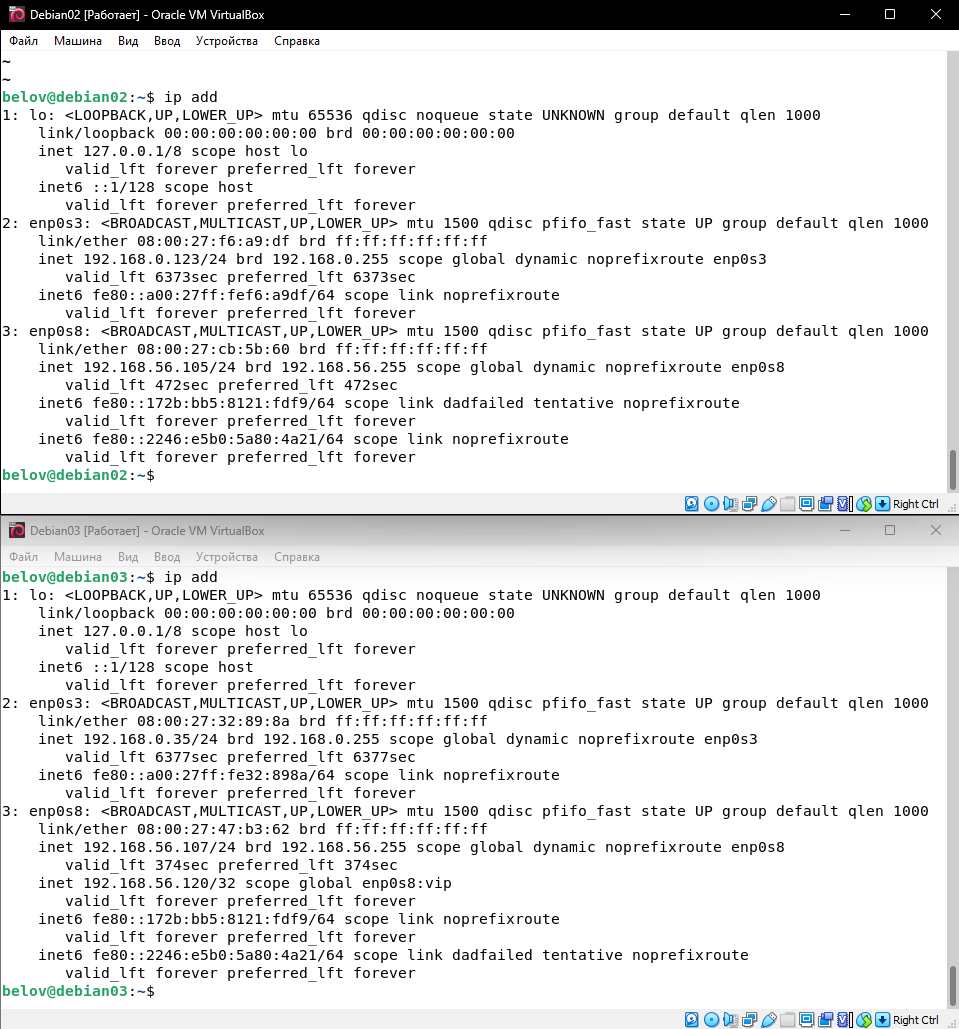 Debian02 [Работает] - Oracle VM VirtualBox
Файл Машина Вид Ввод Устройства Справка
~
~
belov@debian02:~$ ip add
1: lo: <LOOPBACK,UP,LOWER_UP> mtu 65536 qdisc noqueue state UNKNOWN group default qlen 1000
    link/loopback 00:00:00:00:00:00 brd 00:00:00:00:00:00
    inet 127.0.0.1/8 scope host lo
       valid_lft forever preferred_lft forever
    inet6 ::1/128 scope host
       valid_lft forever preferred_lft forever
2: enp0s3: <BROADCAST,MULTICAST,UP,LOWER_UP> mtu 1500 qdisc pfifo_fast state UP group default qlen 1000
    link/ether 08:00:27:f6:a9:df brd ff:ff:ff:ff:ff:ff
    inet 192.168.0.123/24 brd 192.168.0.255 scope global dynamic noprefixroute enp0s3
       valid_lft 6373sec preferred_lft 6373sec
    inet6 fe80::a00:27ff:fef6:a9df/64 scope link noprefixroute
       valid_lft forever preferred_lft forever
3: enp0s8: <BROADCAST,MULTICAST,UP,LOWER_UP> mtu 1500 qdisc pfifo_fast state UP group default qlen 1000
    link/ether 08:00:27:cb:5b:60 brd ff:ff:ff:ff:ff:ff
    inet 192.168.56.105/24 brd 192.168.56.255 scope global dynamic noprefixroute enp0s8
       valid_lft 472sec preferred_lft 472sec
    inet6 fe80::172b:bb5:8121:fdf9/64 scope link dadfailed tentative noprefixroute
       valid_lft forever preferred_lft forever
    inet6 fe80::2246:e5b0:5a80:4a21/64 scope link noprefixroute
       valid_lft forever preferred_lft forever
belov@debian02:~$
Right Ctrl
Debian03 [Работает] - Oracle VM VirtualBox
Файл Машина Вид Ввод Устройства Справка
belov@debian03:~$ ip add
1: lo: <LOOPBACK,UP,LOWER_UP> mtu 65536 qdisc noqueue state UNKNOWN group default qlen 1000
    link/loopback 00:00:00:00:00:00 brd 00:00:00:00:00:00
    inet 127.0.0.1/8 scope host lo
       valid_lft forever preferred_lft forever
    inet6 ::1/128 scope host
       valid_lft forever preferred_lft forever
2: enp0s3: <BROADCAST,MULTICAST,UP,LOWER_UP> mtu 1500 qdisc pfifo_fast state UP group default qlen 1000
    link/ether 08:00:27:32:89:8a brd ff:ff:ff:ff:ff:ff
    inet 192.168.0.35/24 brd 192.168.0.255 scope global dynamic noprefixroute enp0s3
       valid_lft 6377sec preferred_lft 6377sec
    inet6 fe80::a00:27ff:fe32:898a/64 scope link noprefixroute
       valid_lft forever preferred_lft forever
3: enp0s8: <BROADCAST,MULTICAST,UP,LOWER_UP> mtu 1500 qdisc pfifo_fast state UP group default qlen 1000
    link/ether 08:00:27:47:b3:62 brd ff:ff:ff:ff:ff:ff
    inet 192.168.56.107/24 brd 192.168.56.255 scope global dynamic noprefixroute enp0s8
       valid_lft 374sec preferred_lft 374sec
    inet 192.168.56.120/32 scope global enp0s8:vip
       valid_lft forever preferred_lft forever
    inet6 fe80::172b:bb5:8121:fdf9/64 scope link noprefixroute
       valid_lft forever preferred_lft forever
    inet6 fe80::2246:e5b0:5a80:4a21/64 scope link dadfailed tentative noprefixroute
       valid_lft forever preferred_lft forever
belov@debian03:~$
Right Ctrl